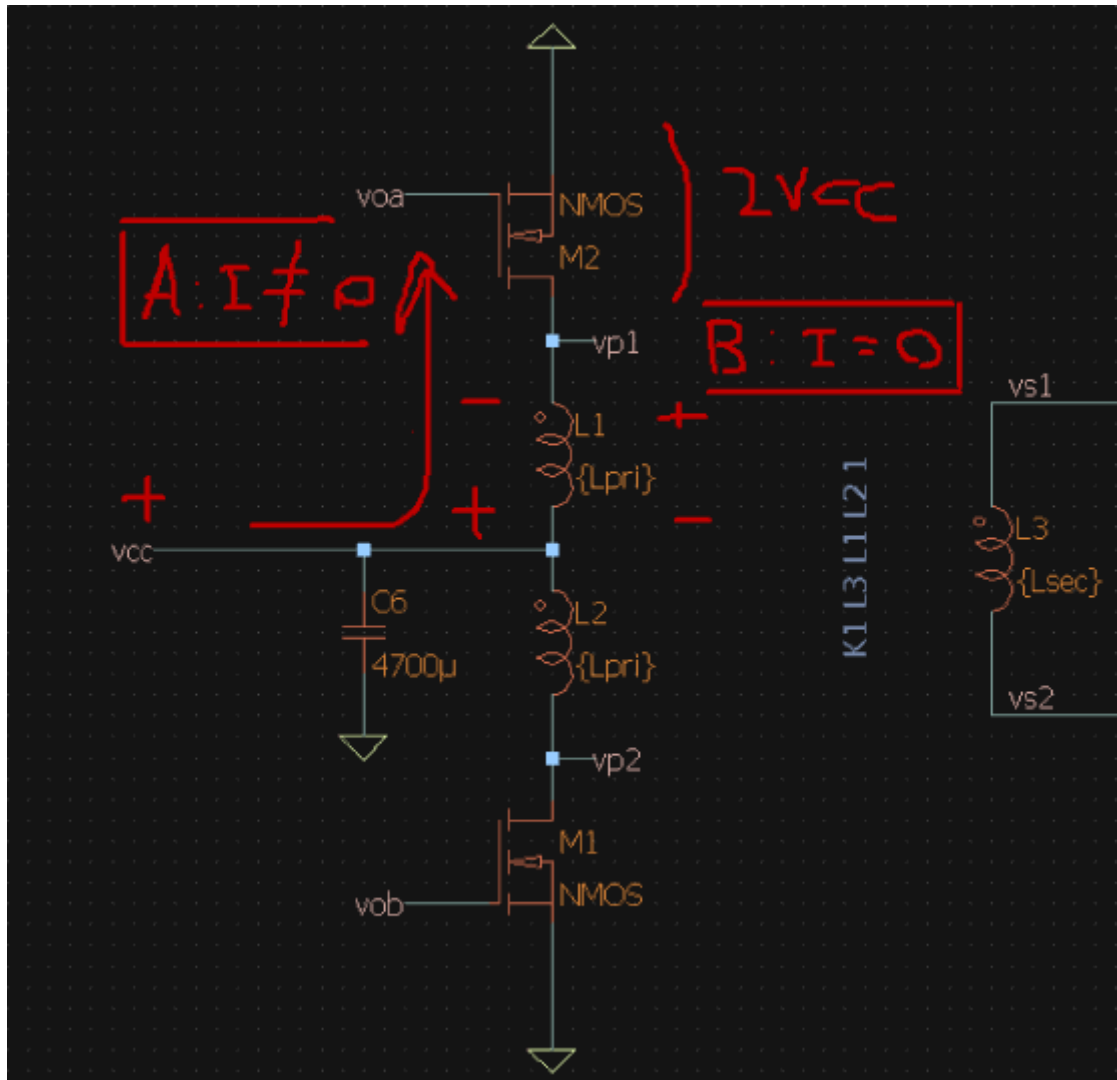 voa
NMOS
M2
2Vcc
A: I ≠ 0
vp1
B: I = 0
-
+
L1
{Lpri}
+
+
-
vcc
K1 L3 L1 L2 1
vs1
L3
{Lsec}
vs2
C6
4700µ
L2
{Lpri}
vp2
M1
NMOS
vob